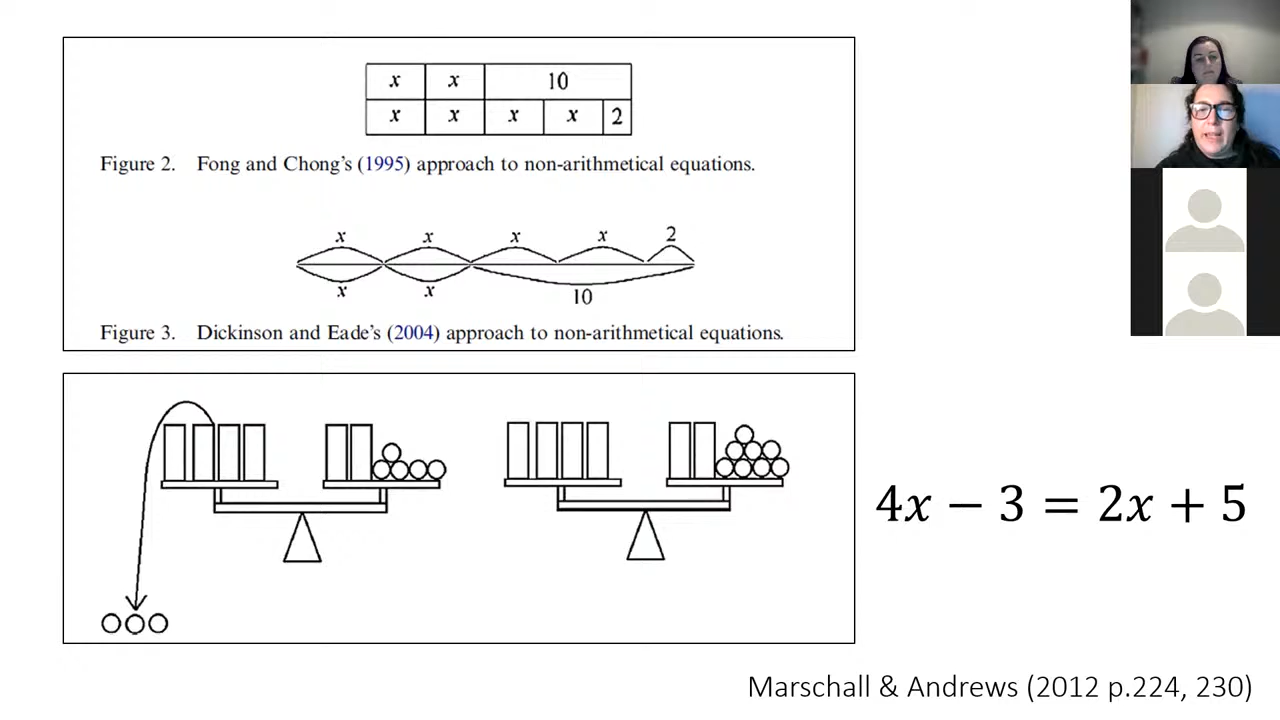 x x 10
x x x x 2
Figure 2. Fong and Chong's (1995) approach to non-arithmetical equations.
x x x x 2
x x 10
Figure 3. Dickinson and Eade's (2004) approach to non-arithmetical equations.
4x − 3 = 2x + 5
Marschall & Andrews (2012 p.224, 230)